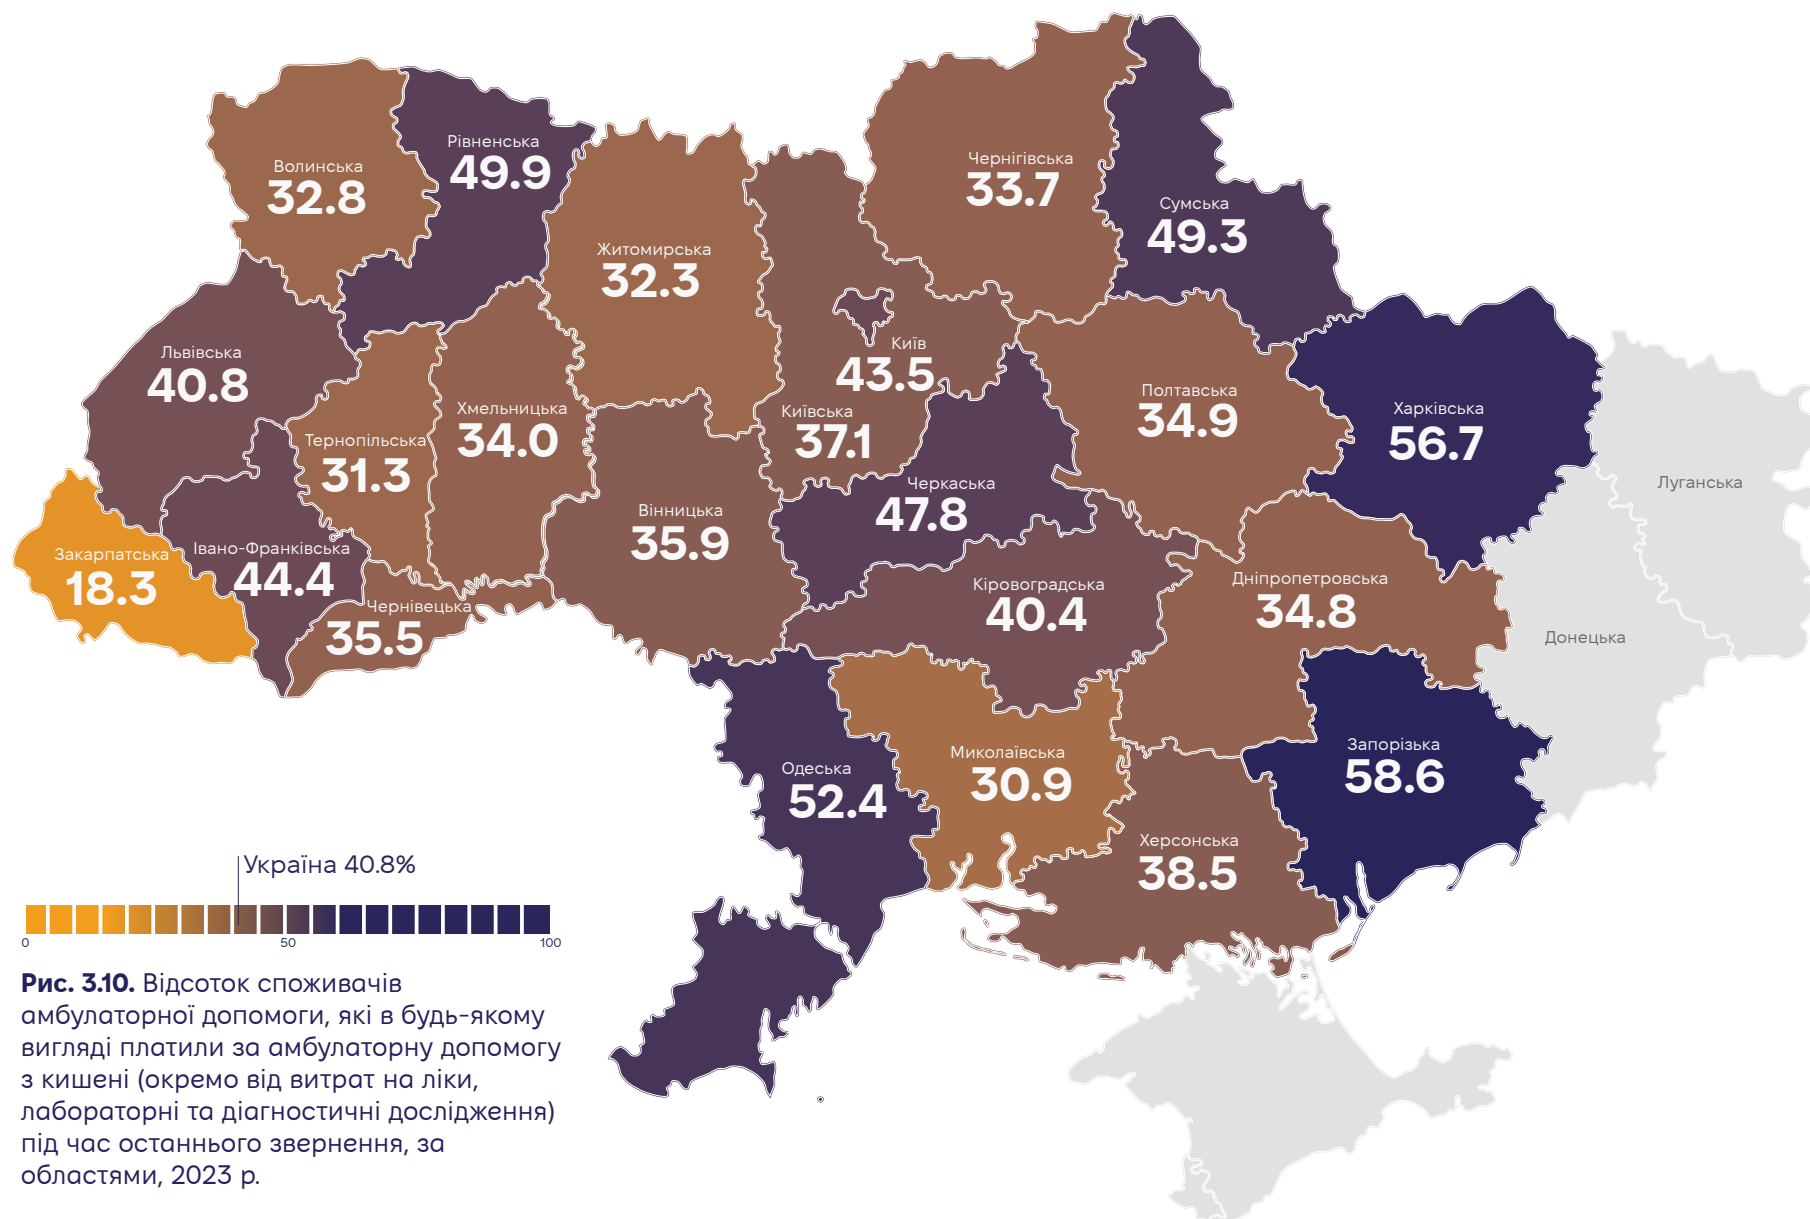 Волинська
32.8
Рівненська
49.9
Житомирська
32.3
Чернігівська
33.7
Сумська
49.3
Львівська
40.8
Тернопільська
31.3
Хмельницька
34.0
Київ
43.5
Київська
37.1
Полтавська
34.9
Харківська
56.7
Луганська
Черкаська
47.8
Вінницька
35.9
Закарпатська
18.3
Івано-Франківська
44.4
Чернівецька
35.5
Кіровоградська
40.4
Дніпропетровська
34.8
Донецька
Одеська
52.4
Миколаївська
30.9
Запорізька
58.6
Херсонська
38.5
Україна 40.8%
0 50 100
Рис. 3.10. Відсоток споживачів
амбулаторної допомоги, які в будь-якому
вигляді платили за амбулаторну допомогу
з кишені (окремо від витрат на ліки,
лабораторні та діагностичні дослідження)
під час останнього звернення, за
областями, 2023 р.